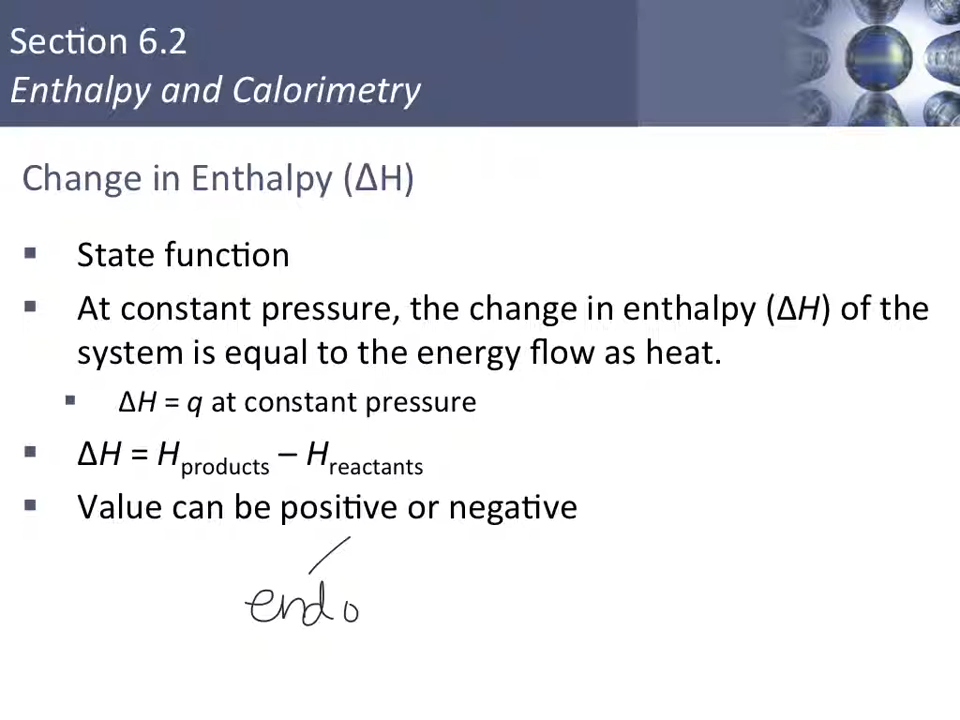 Section 6.2
Enthalpy and Calorimetry
Change in Enthalpy (ΔH)
▪ State function
▪ At constant pressure, the change in enthalpy (ΔH) of the
system is equal to the energy flow as heat.
▪ ΔH = q at constant pressure
▪ ΔH = Hproducts – Hreactants
▪ Value can be positive or negative
endo